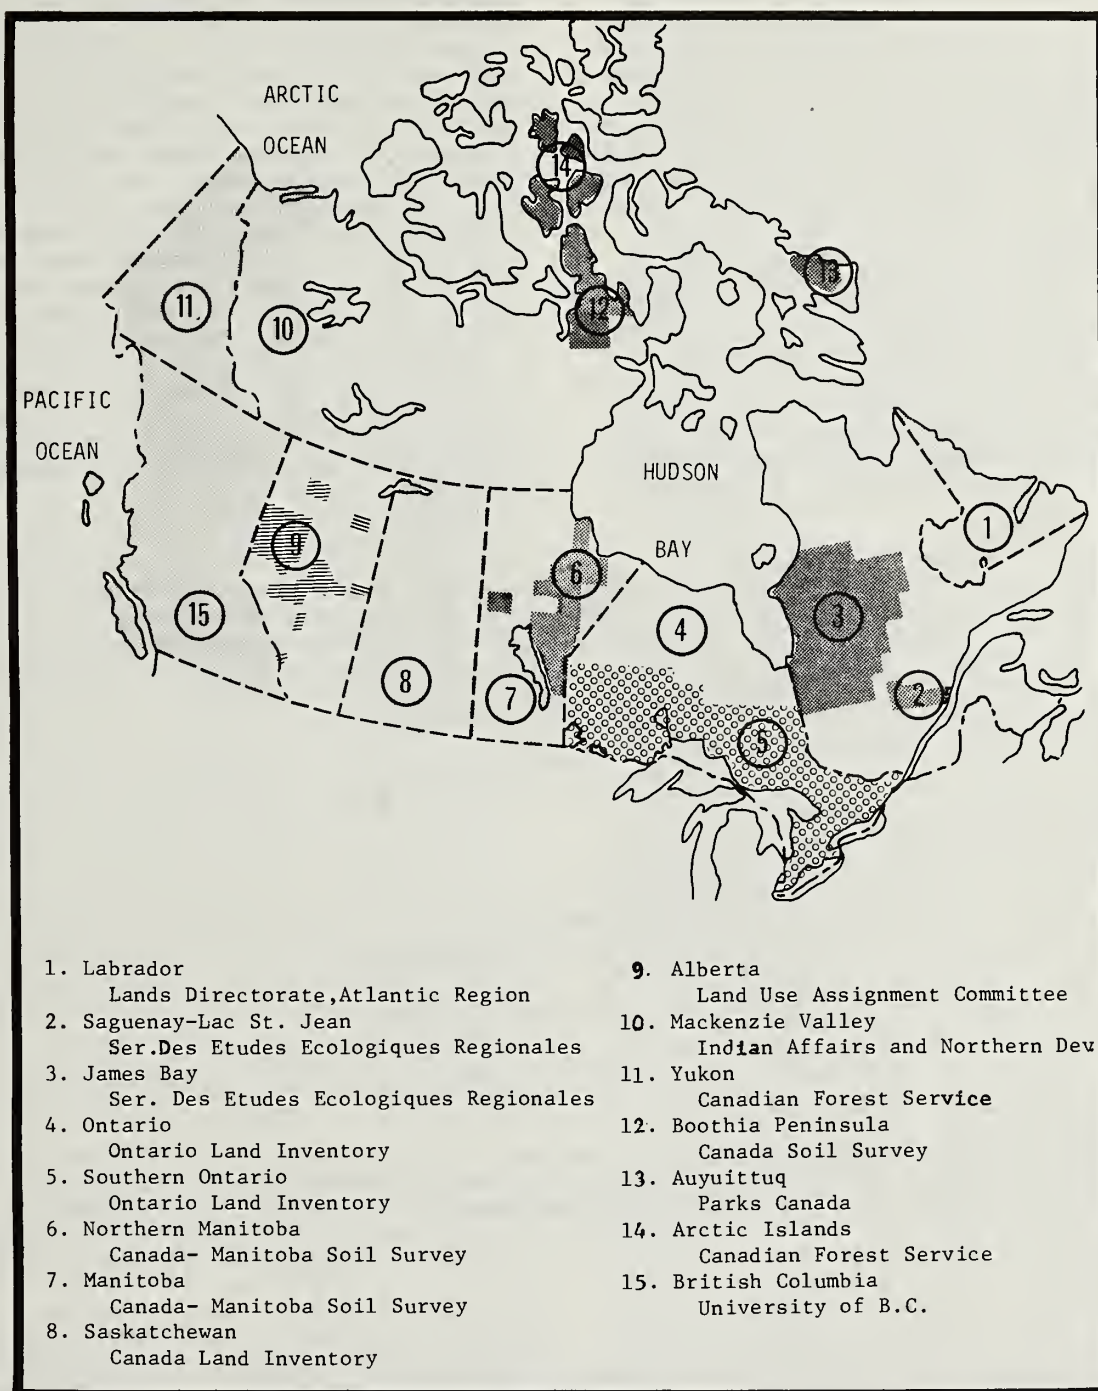 ARCTIC
OCEAN
14
13
11
12
10
PACIFIC
OCEAN
HUDSON
BAY
1
9
6
15
3
4
8
7
2
5
1. Labrador
Lands Directorate,Atlantic Region
2. Saguenay-Lac St. Jean
Ser.Des Etudes Ecologiques Regionales
3. James Bay
Ser. Des Etudes Ecologiques Regionales
4. Ontario
Ontario Land Inventory
5. Southern Ontario
Ontario Land Inventory
6. Northern Manitoba
Canada- Manitoba Soil Survey
7. Manitoba
Canada- Manitoba Soil Survey
8. Saskatchewan
Canada Land Inventory
9. Alberta
Land Use Assignment Committee
10. Mackenzie Valley
Indian Affairs and Northern Dev
11. Yukon
Canadian Forest Service
12. Boothia Peninsula
Canada Soil Survey
13. Auyuittuq
Parks Canada
14. Arctic Islands
Canadian Forest Service
15. British Columbia
University of B.C.